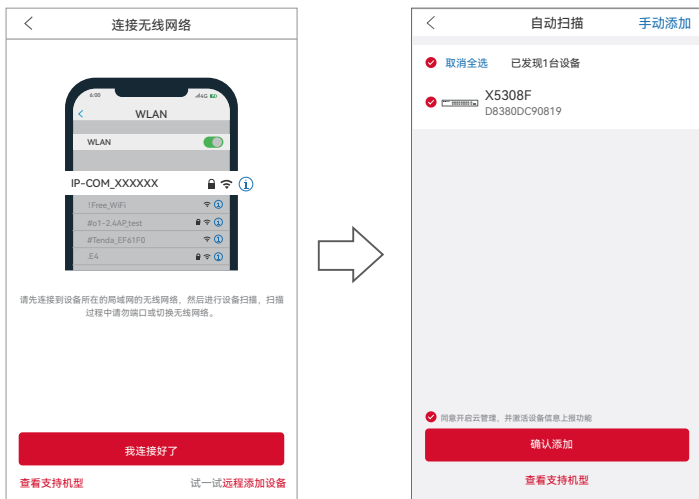 连接无线网络
6:00
4G
WLAN
WLAN
IP-COM_XXXXXX
!Free_WiFi
#o1-2.4AP_test
#Tenda_EF61F0
.E4
请先连接到设备所在的局域网的无线网络，然后进行设备扫描，扫描
过程中请勿端口或切换无线网络。
我连接好了
查看支持机型 试一试远程添加设备
自动扫描 手动添加
取消全选 已发现1台设备
X5308F
D8380DC90819
同意开启云管理，并激活设备信息上报功能
确认添加
查看支持机型